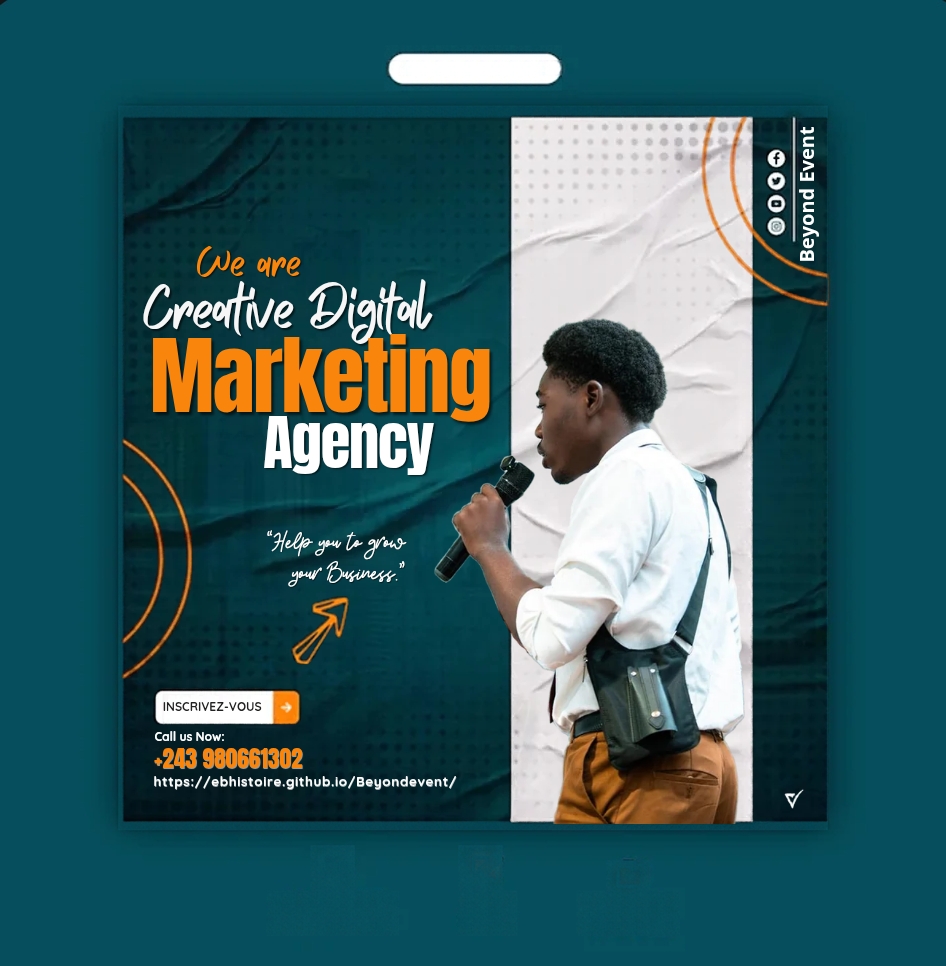 Beyond Event
We are
Creative Digital
Marketing
Agency
“Help you to grow
your Business.”
INSCRIVEZ-VOUS
Call us Now:
+243 980661302
https://ebhistoire.github.io/Beyondevent/